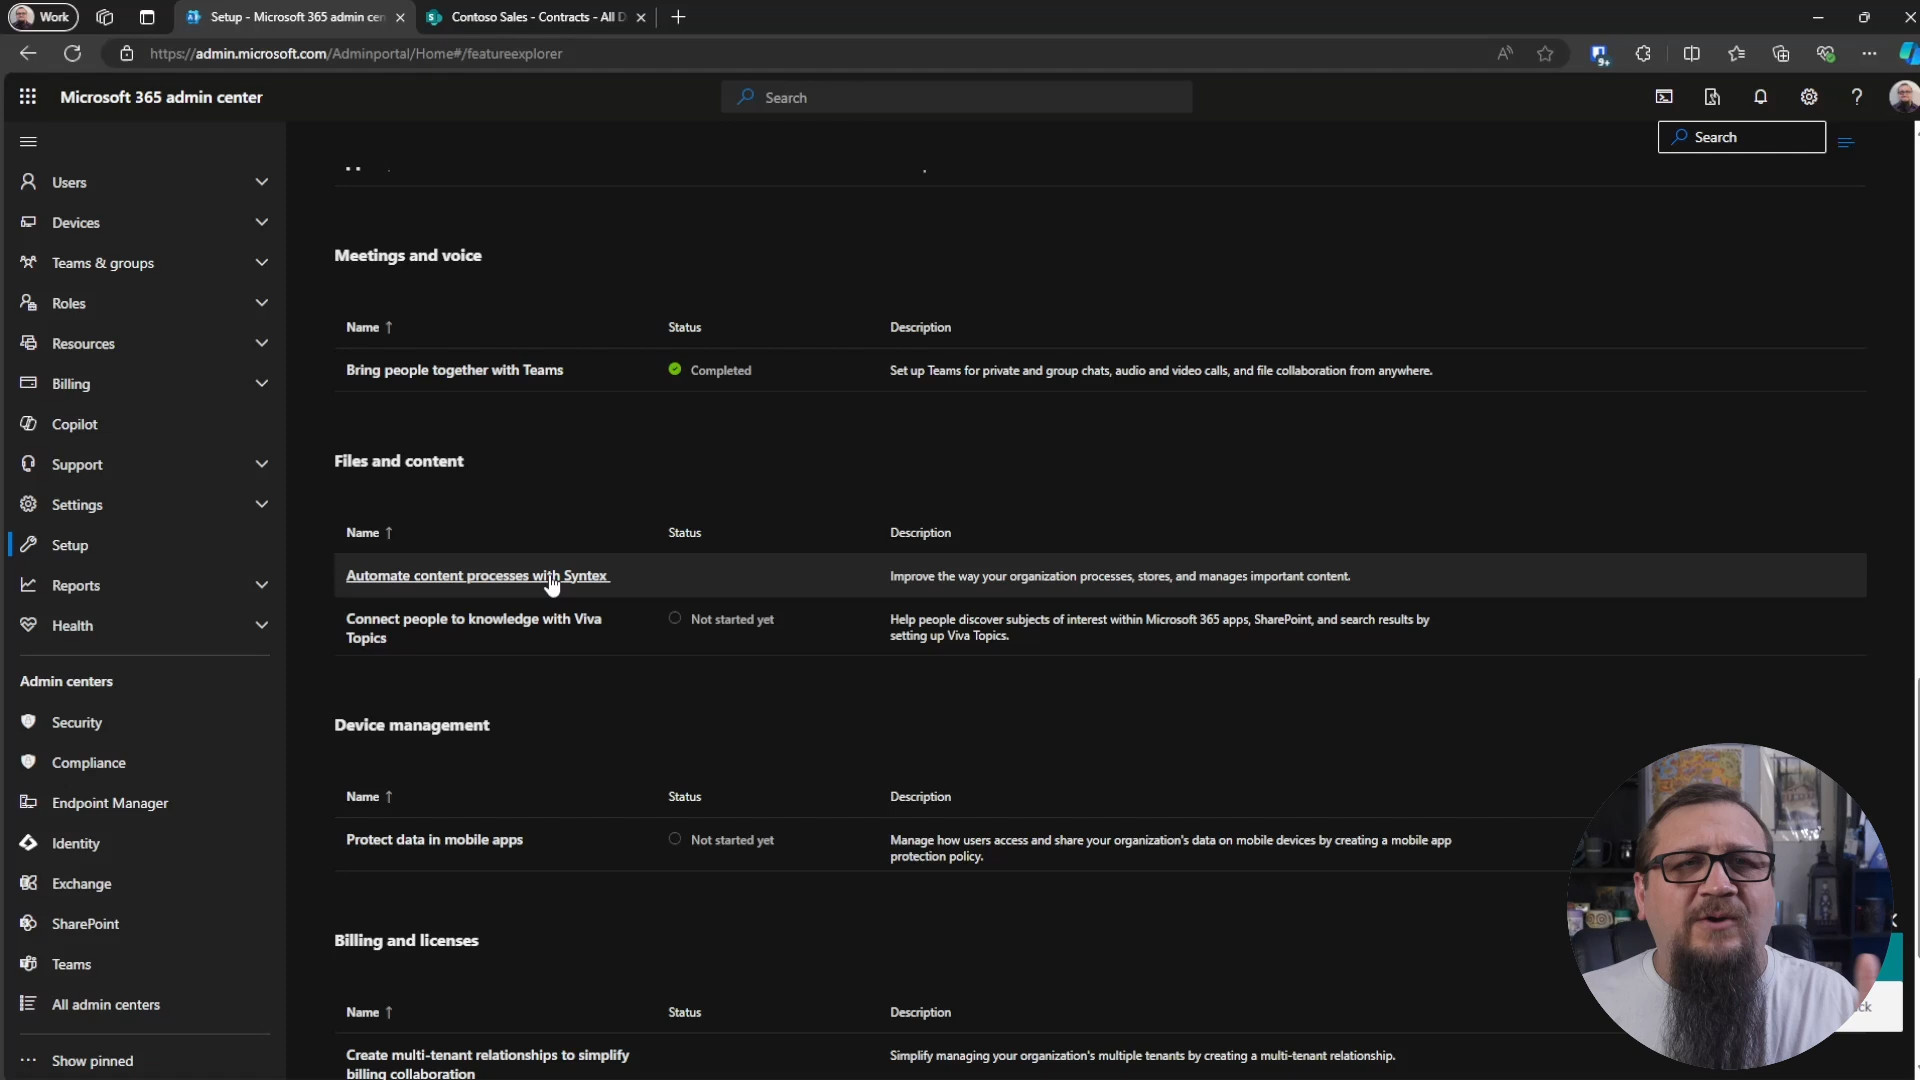 Work
Setup - Microsoft 365 admin cen
Contoso Sales - Contracts - All D
https://admin.microsoft.com/Adminportal/Home#/featureexplorer
9+
Microsoft 365 admin center
Search
Search
Users
Devices
Teams & groups
Roles
Resources
Billing
Copilot
Support
Settings
Setup
Reports
Health
Admin centers
Security
Compliance
Endpoint Manager
Identity
Exchange
SharePoint
Teams
All admin centers
Show pinned
Meetings and voice
Name ↑ Status Description
Bring people together with Teams Completed Set up Teams for private and group chats, audio and video calls, and file collaboration from anywhere.
Files and content
Name ↑ Status Description
Automate content processes with Syntex Improve the way your organization processes, stores, and manages important content.
Connect people to knowledge with Viva
Topics
Not started yet
Help people discover subjects of interest within Microsoft 365 apps, SharePoint, and search results by
setting up Viva Topics.
Device management
Name ↑ Status Description
Protect data in mobile apps Not started yet Manage how users access and share your organization's data on mobile devices by creating a mobile app
protection policy.
Billing and licenses
Name ↑ Status Description
Create multi-tenant relationships to simplify
billing collaboration
Simplify managing your organization's multiple tenants by creating a multi-tenant relationship.